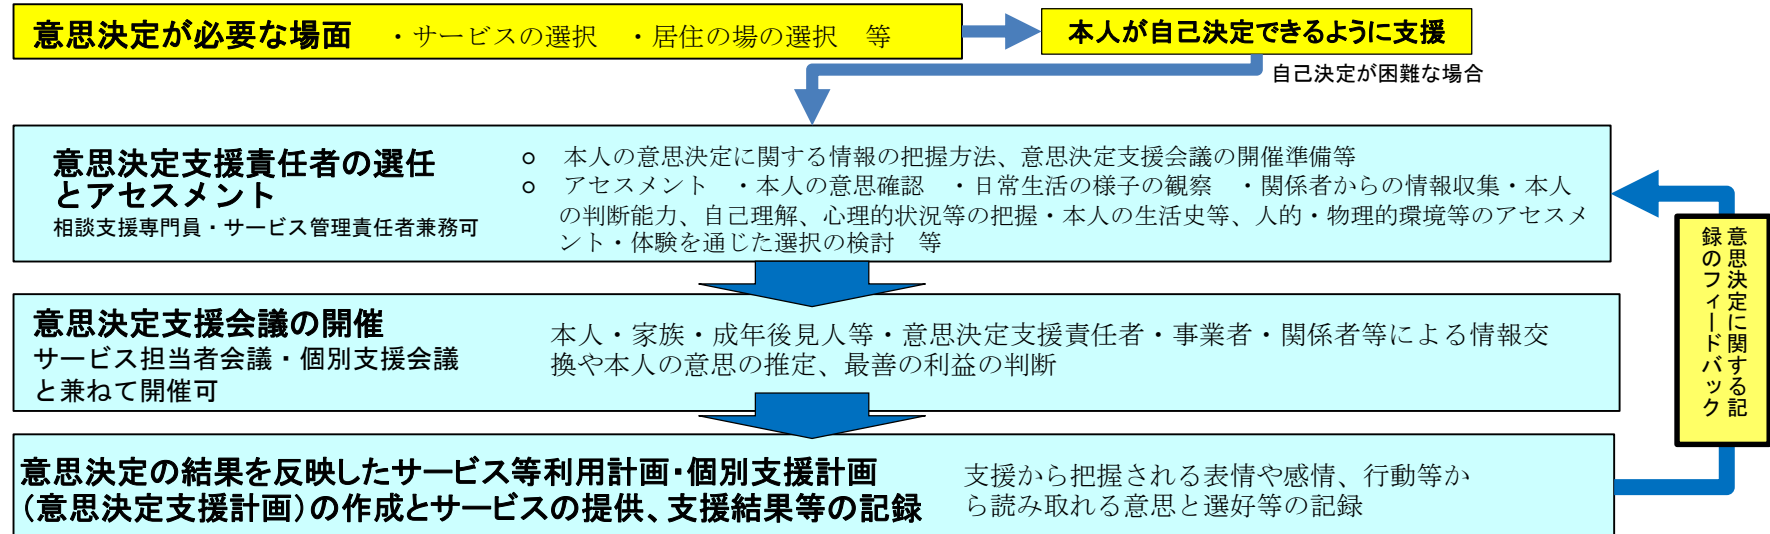 意思決定が必要な場面　・サービスの選択　・居住の場の選択　等
本人が自己決定できるように支援
自己決定が困難な場合
意思決定支援責任者の選任
とアセスメント
相談支援専門員・サービス管理責任者兼務可
○　本人の意思決定に関する情報の把握方法、意思決定支援会議の開催準備等
○　アセスメント　・本人の意思確認　・日常生活の様子の観察　・関係者からの情報収集・本人
の判断能力、自己理解、心理的状況等の把握・本人の生活史等、人的・物理的環境等のアセスメ
ント・体験を通じた選択の検討　等
意思決定支援会議の開催
サービス担当者会議・個別支援会議
と兼ねて開催可
本人・家族・成年後見人等・意思決定支援責任者・事業者・関係者等による情報交
換や本人の意思の推定、最善の利益の判断
意思決定の結果を反映したサービス等利用計画・個別支援計画
（意思決定支援計画）の作成とサービスの提供、支援結果等の記録
支援から把握される表情や感情、行動等か
ら読み取れる意思と選好等の記録
意思決定に関する記
録のフィードバック